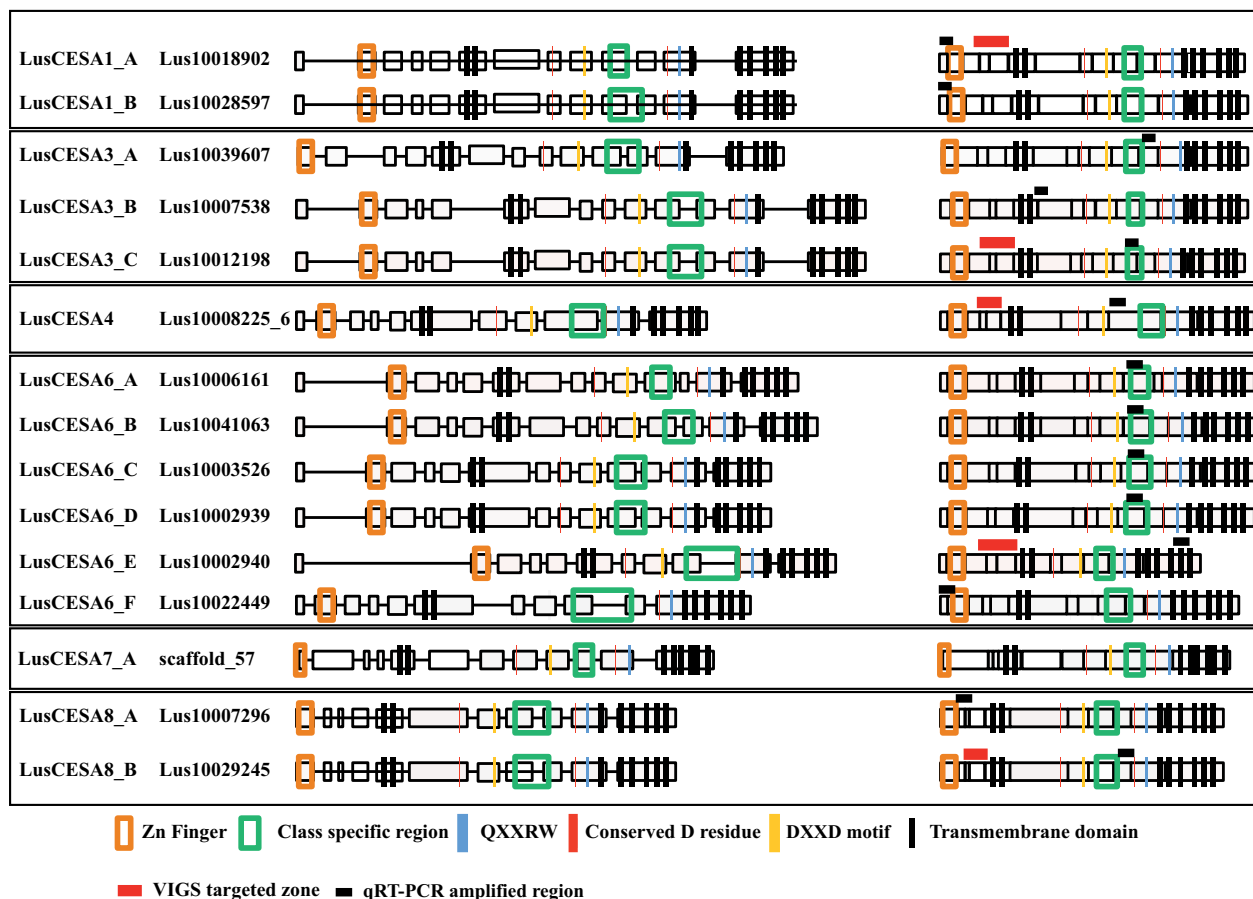 LusCESA1_A Lus10018902
LusCESA1_B Lus10028597
LusCESA3_A Lus10039607
LusCESA3_B Lus10007538
LusCESA3_C Lus10012198
LusCESA4 Lus10008225_6
LusCESA6_A Lus10006161
LusCESA6_B Lus10041063
LusCESA6_C Lus10003526
LusCESA6_D Lus10002939
LusCESA6_E Lus10002940
LusCESA6_F Lus10022449
LusCESA7_A scaffold_57
LusCESA8_A Lus10007296
LusCESA8_B Lus10029245
Zn Finger Class specific region QXXRW Conserved D residue DXXD motif Transmembrane domain
VIGS targeted zone qRT-PCR amplified region